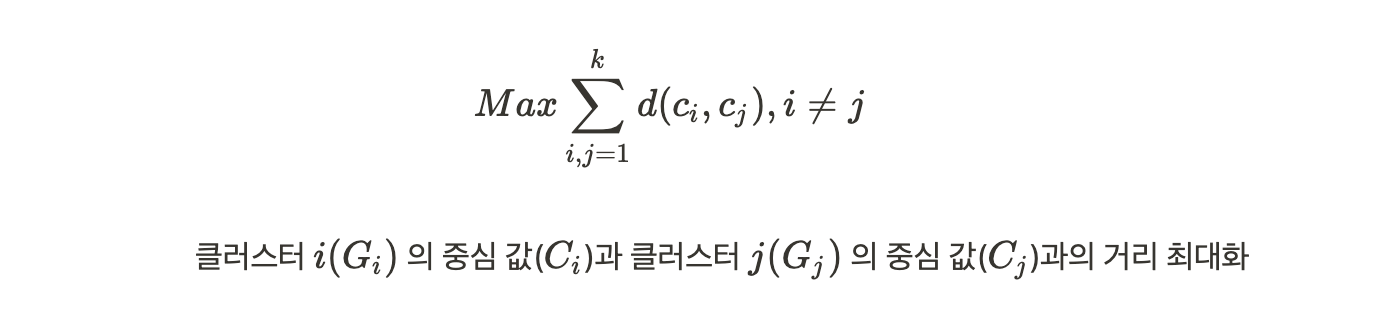 Max \sum_{i,j=1}^{k} d(c_i, c_j), i ≠ j
클러스터 i(G_i) 의 중심 값(C_i)과 클러스터 j(G_j) 의 중심 값(C_j)과의 거리 최대화